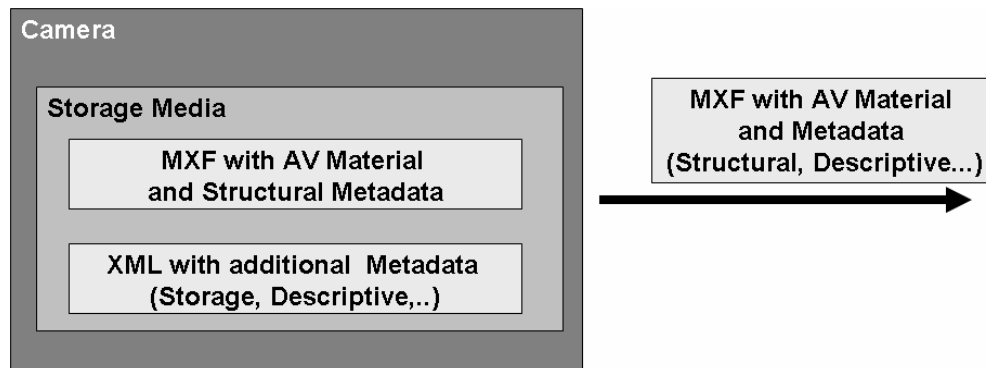 Camera
Storage Media
MXF with AV Material
and Structural Metadata
XML with additional Metadata
(Storage, Descriptive,..)
MXF with AV Material
and Metadata
(Structural, Descriptive...)